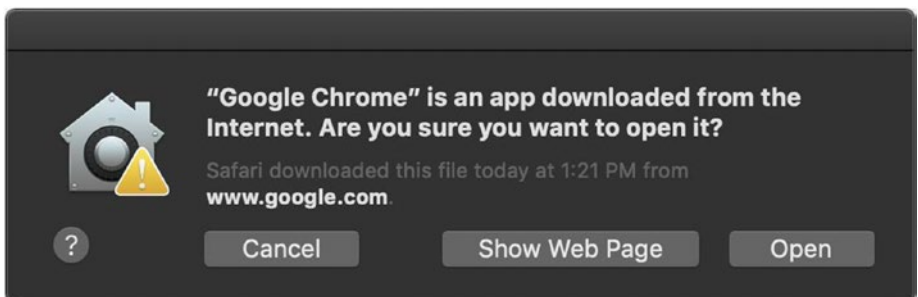 “Google Chrome” is an app downloaded from the
Internet. Are you sure you want to open it?
Safari downloaded this file today at 1:21 PM from
www.google.com.
?
Cancel
Show Web Page
Open